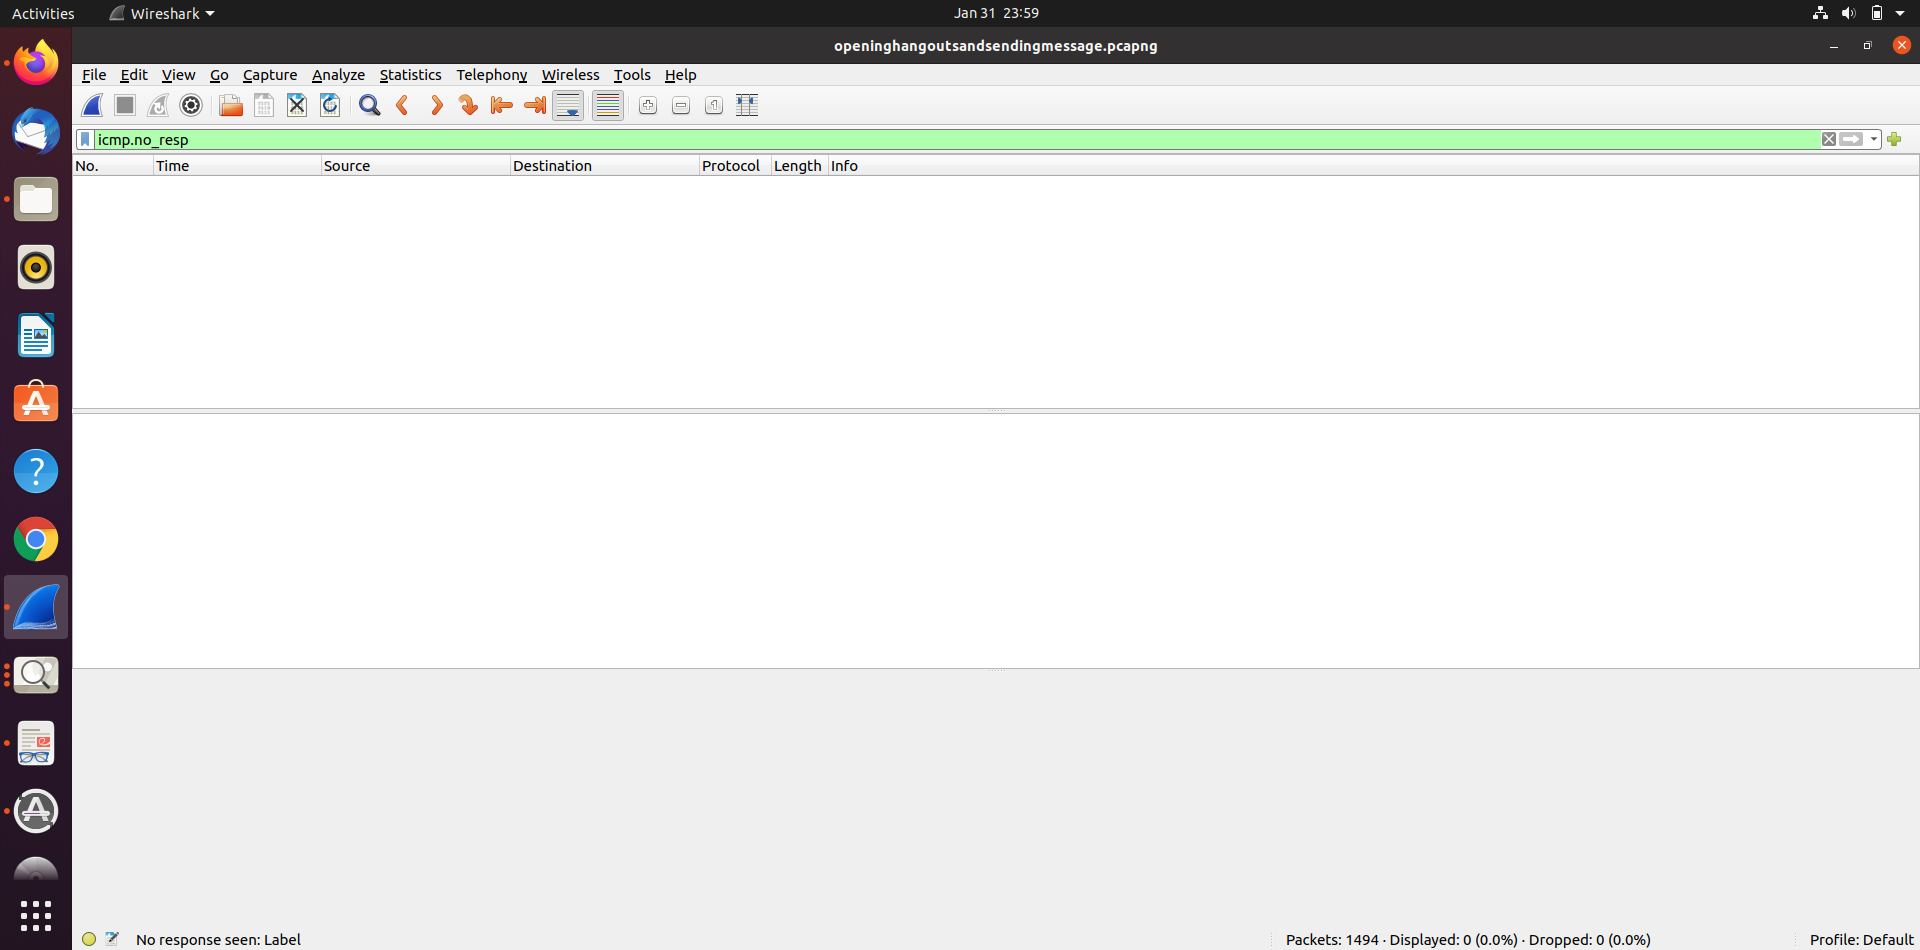 Activities Wireshark Jan 31 23:59
openinghangoutsandsendingmessage.pcapng
File Edit View Go Capture Analyze Statistics Telephony Wireless Tools Help
icmp.no_resp
No. Time Source Destination Protocol Length Info
No response seen: Label Packets: 1494 · Displayed: 0 (0.0%) · Dropped: 0 (0.0%) Profile: Default